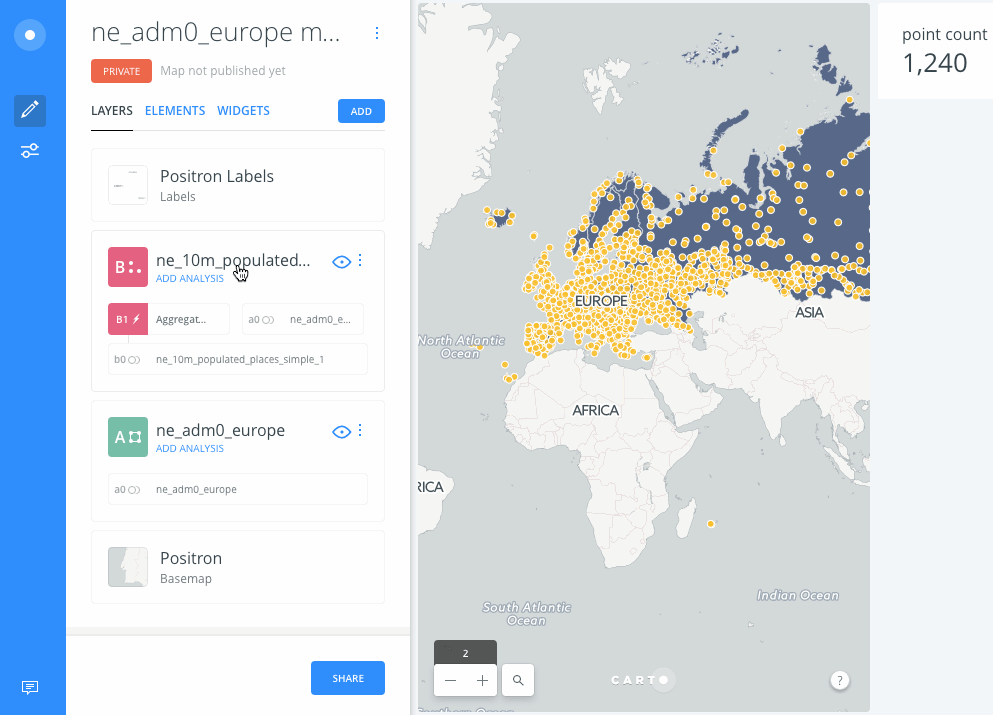 ne_adm0_europe m...
PRIVATE Map not published yet
LAYERS ELEMENTS WIDGETS ADD
Positron Labels
Labels
B ne_10m_populated...
ADD ANALYSIS
B1 Aggregat... a0 ne_adm0_e...
b0 ne_10m_populated_places_simple_1
A ne_adm0_europe
ADD ANALYSIS
a0 ne_adm0_europe
Positron
Basemap
SHARE
EUROPE
ASIA
North Atlantic
Ocean
AFRICA
RICA
Indian Ocean
South Atlantic
Ocean
2
CARTO
?
Southern Ocean
point count
1,240